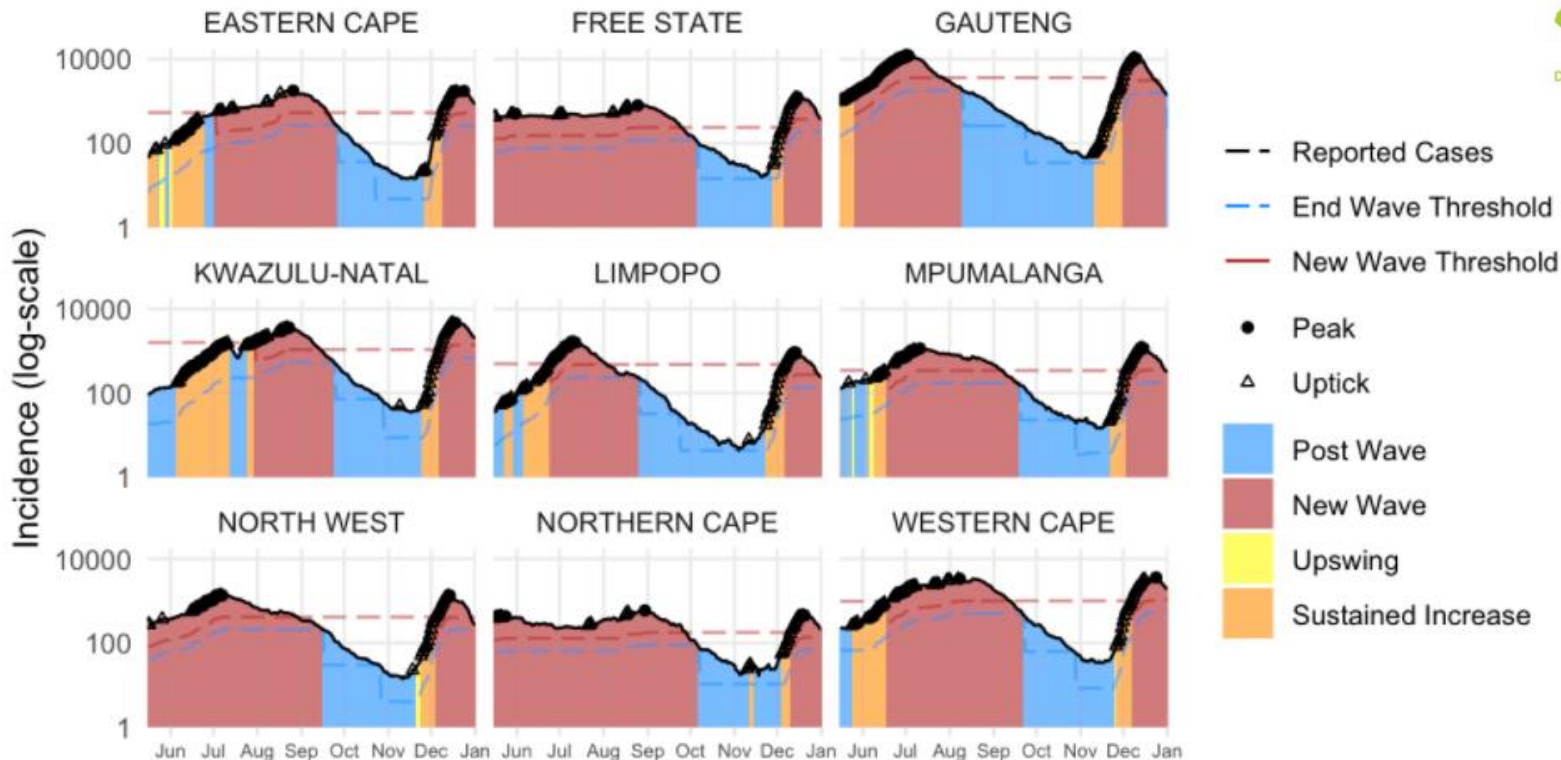 EASTERN CAPE FREE STATE GAUTENG
10000
100
1
KWAZULU-NATAL LIMPOPO MPUMALANGA
10000
100
1
NORTH WEST NORTHERN CAPE WESTERN CAPE
10000
100
1
Jun Jul Aug Sep Oct Nov Dec Jan Jun Jul Aug Sep Oct Nov Dec Jan Jun Jul Aug Sep Oct Nov Dec Jan
Incidence (log-scale)
Reported Cases
End Wave Threshold
New Wave Threshold
Peak
Uptick
Post Wave
New Wave
Upswing
Sustained Increase